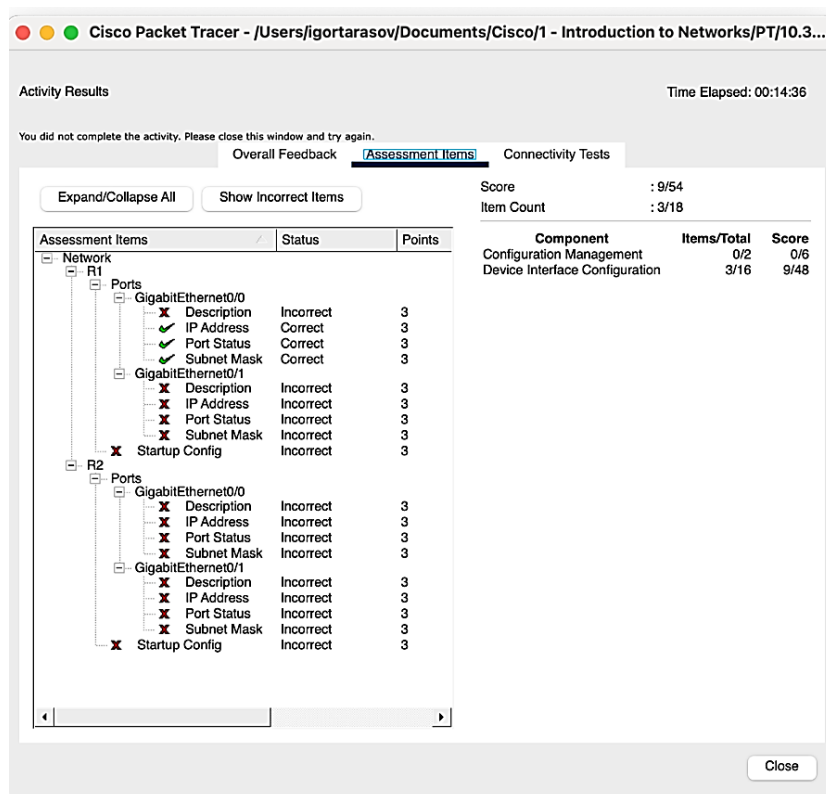 Cisco Packet Tracer - /Users/igortarasov/Documents/Cisco/1 - Introduction to Networks/PT/10.3...
Activity Results
Time Elapsed: 00:14:36
You did not complete the activity. Please close this window and try again.
Overall Feedback Assessment Items Connectivity Tests
Expand/Collapse All Show Incorrect Items
Assessment Items Status Points
Network
R1
Ports
GigabitEthernet0/0
Description Incorrect 3
IP Address Correct 3
Port Status Correct 3
Subnet Mask Correct 3
GigabitEthernet0/1
Description Incorrect 3
IP Address Incorrect 3
Port Status Incorrect 3
Subnet Mask Incorrect 3
Startup Config Incorrect 3
R2
Ports
GigabitEthernet0/0
Description Incorrect 3
IP Address Incorrect 3
Port Status Incorrect 3
Subnet Mask Incorrect 3
GigabitEthernet0/1
Description Incorrect 3
IP Address Incorrect 3
Port Status Incorrect 3
Subnet Mask Incorrect 3
Startup Config Incorrect 3
Score : 9/54
Item Count : 3/18
Component Items/Total Score
Configuration Management 0/2 0/6
Device Interface Configuration 3/16 9/48
Close